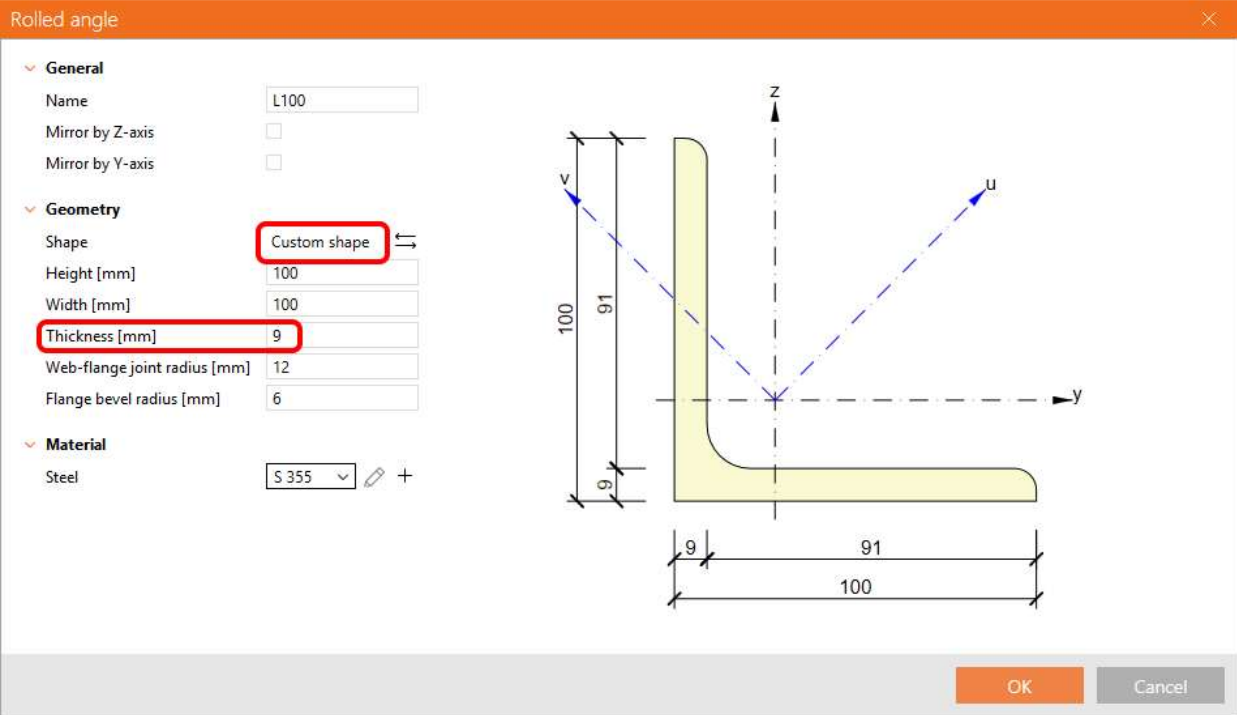 Rolled angle
General
Name L100
Mirror by Z-axis
Mirror by Y-axis
Geometry
Shape Custom shape
Height [mm] 100
Width [mm] 100
Thickness [mm] 9
Web-flange joint radius [mm] 12
Flange bevel radius [mm] 6
Material
Steel S 355
z
v
u
100
91
y
9
9 91
100
OK Cancel